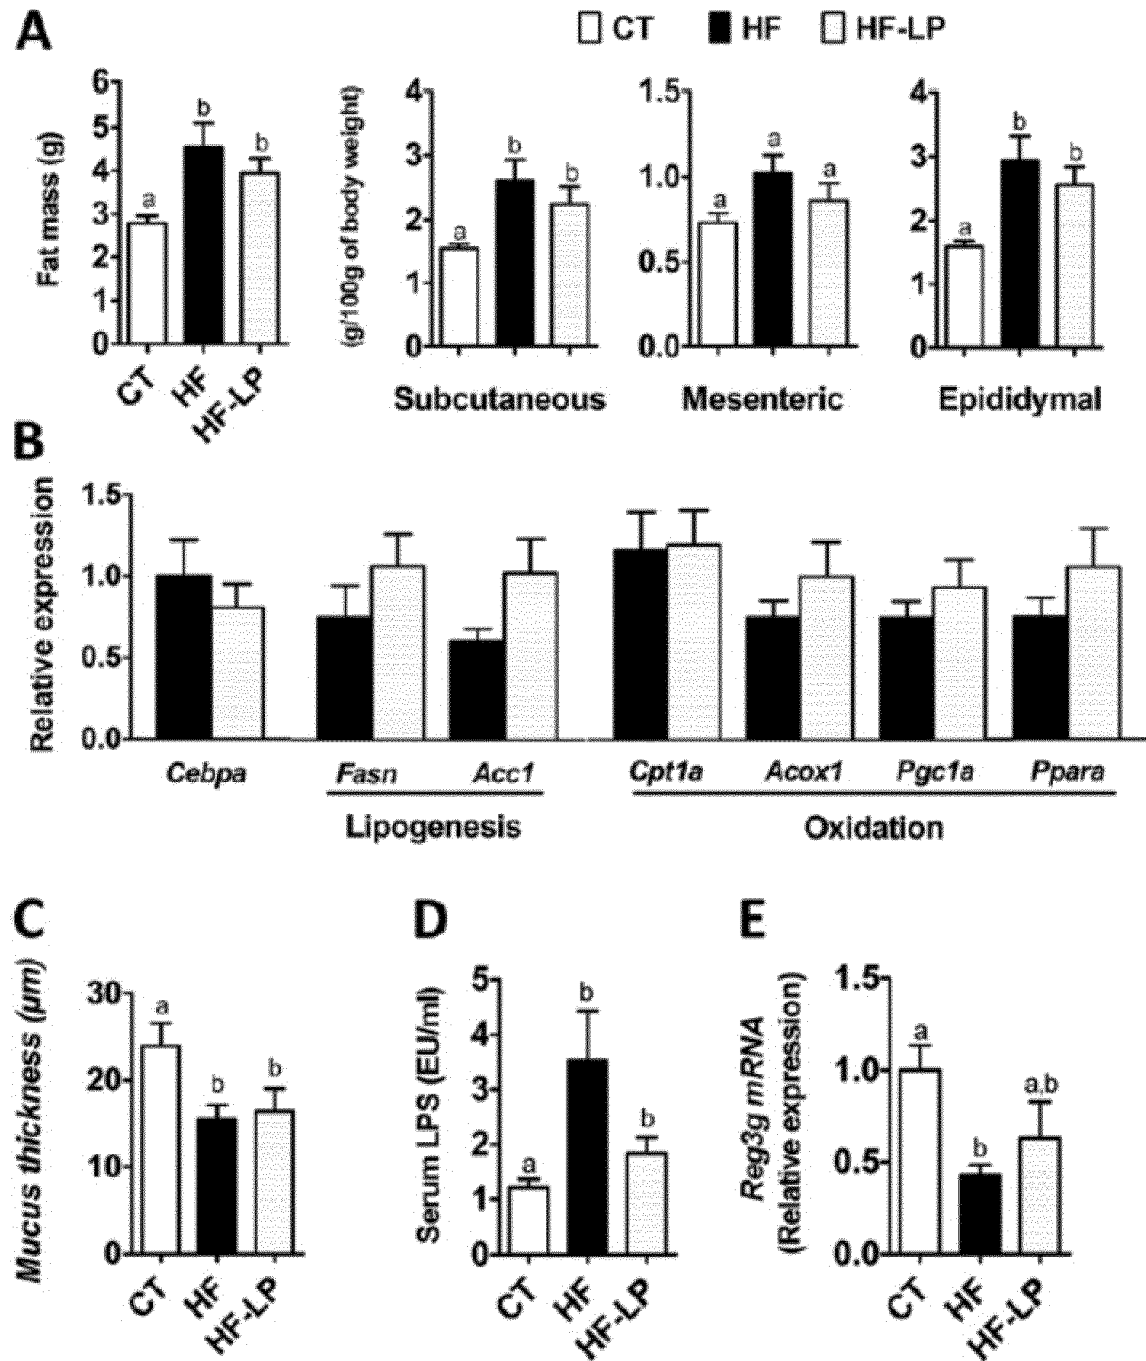 A
CT HF HF-LP
Fat mass (g)
6
5
4
3
2
1
0
a
b
b
CT
HF
HF-LP
(g/100g of body weight)
4
3
2
1
0
a
b
b
Subcutaneous
1.5
1.0
0.5
0.0
a
a
a
Mesenteric
4
3
2
1
0
a
b
b
Epididymal
B
Relative expression
1.5
1.0
0.5
0.0
Cebpa Fasn Acc1 Cpt1a Acox1 Pgc1a Ppara
Lipogenesis Oxidation
C
Mucus thickness (µm)
30
20
10
0
a
b
b
CT
HF
HF-LP
D
Serum LPS (EU/ml)
5
4
3
2
1
0
a
b
b
CT
HF
HF-LP
E
Reg3g mRNA
(Relative expression)
1.5
1.0
0.5
0.0
a
b
a,b
CT
HF
HF-LP